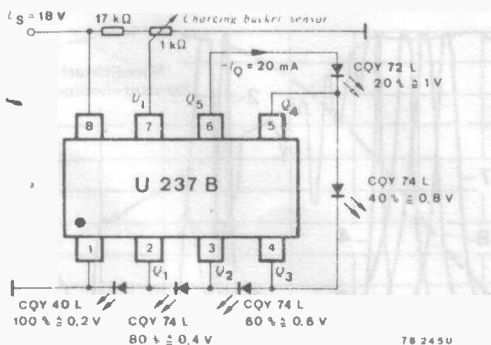 U_S = 18 V
17 kΩ
Charging bucket sensor
1 kΩ
-I_Q = 20 mA
CQY 72 L
20 % ≙ 1 V
U_i
Q_5
Q_4
8
7
6
5
U 237 B
CQY 74 L
40 % ≙ 0,8 V
1
2
3
4
Q_1
Q_2
Q_3
CQY 40 L
100 % ≙ 0,2 V
CQY 74 L
80 % ≙ 0,4 V
CQY 74 L
60 % ≙ 0,6 V